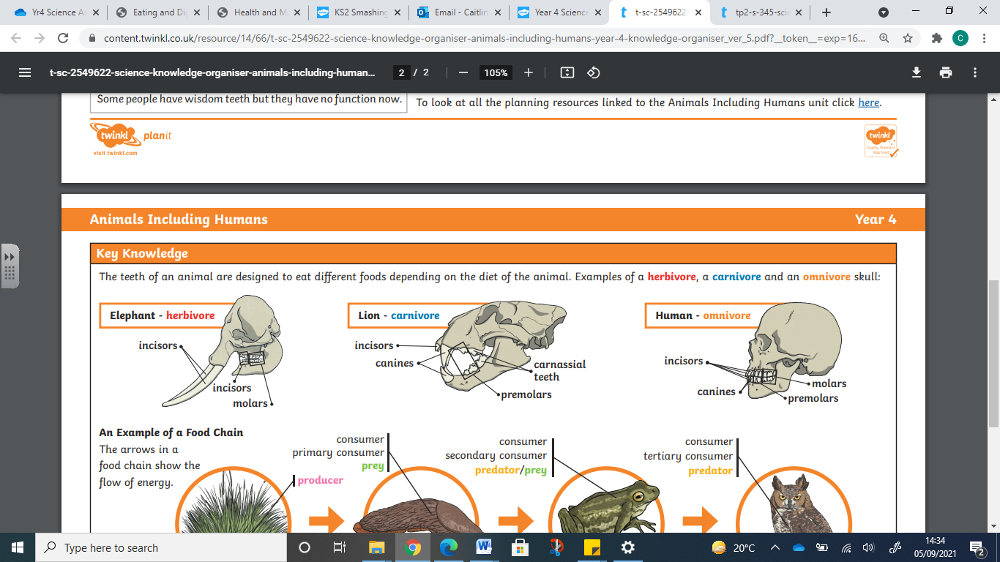 Yr4 Science As
Eating and Dig
Health and M
KS2 Smashing
Email - Caitlin
Year 4 Science
t-sc-2549622-
tp2-s-345-scie
content.twinkl.co.uk/resource/14/66/t-sc-2549622-science-knowledge-organiser-animals-including-humans-year-4-knowledge-organiser_ver_5.pdf?__token__=exp=16...
C
t-sc-2549622-science-knowledge-organiser-animals-including-human...
2 / 2
105%
Some people have wisdom teeth but they have no function now.
To look at all the planning resources linked to the Animals Including Humans unit click here.
twinkl planit
visit twinkl.com
twinkl
Quality Standard
Approved
Animals Including Humans
Year 4
Key Knowledge
The teeth of an animal are designed to eat different foods depending on the diet of the animal. Examples of a herbivore, a carnivore and an omnivore skull:
Elephant - herbivore
incisors
incisors
molars
Lion - carnivore
incisors
canines
carnassial
teeth
premolars
Human - omnivore
incisors
canines
molars
premolars
An Example of a Food Chain
The arrows in a
food chain show the
flow of energy.
producer
consumer
primary consumer
prey
consumer
secondary consumer
predator/prey
consumer
tertiary consumer
predator
Type here to search
20°C
14:34
05/09/2021
2